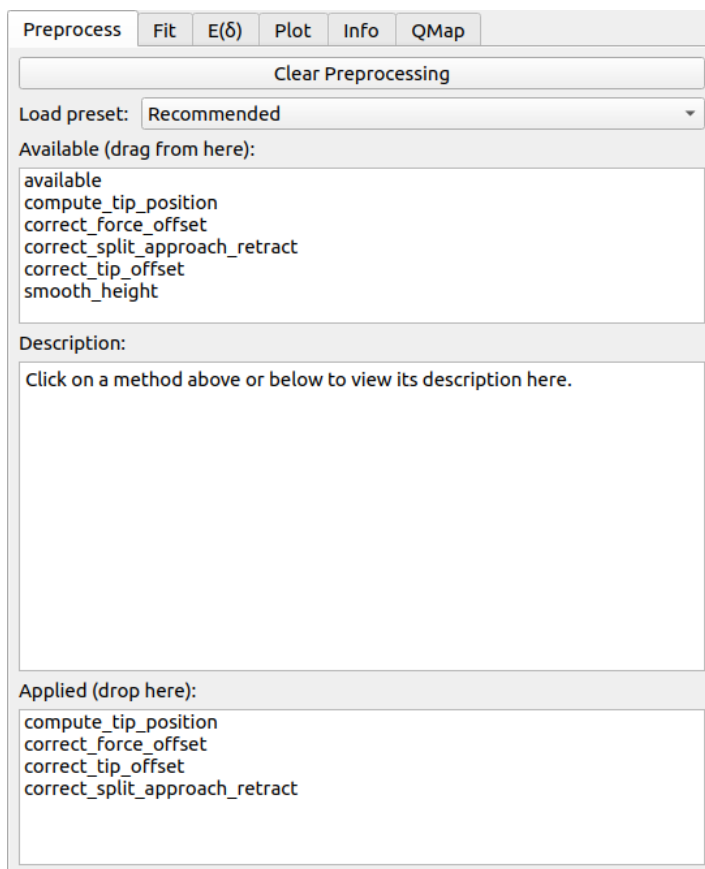 Preprocess Fit E(δ) Plot Info QMap
Clear Preprocessing
Load preset: Recommended
Available (drag from here):
available
compute_tip_position
correct_force_offset
correct_split_approach_retract
correct_tip_offset
smooth_height
Description:
Click on a method above or below to view its description here.
Applied (drop here):
compute_tip_position
correct_force_offset
correct_tip_offset
correct_split_approach_retract